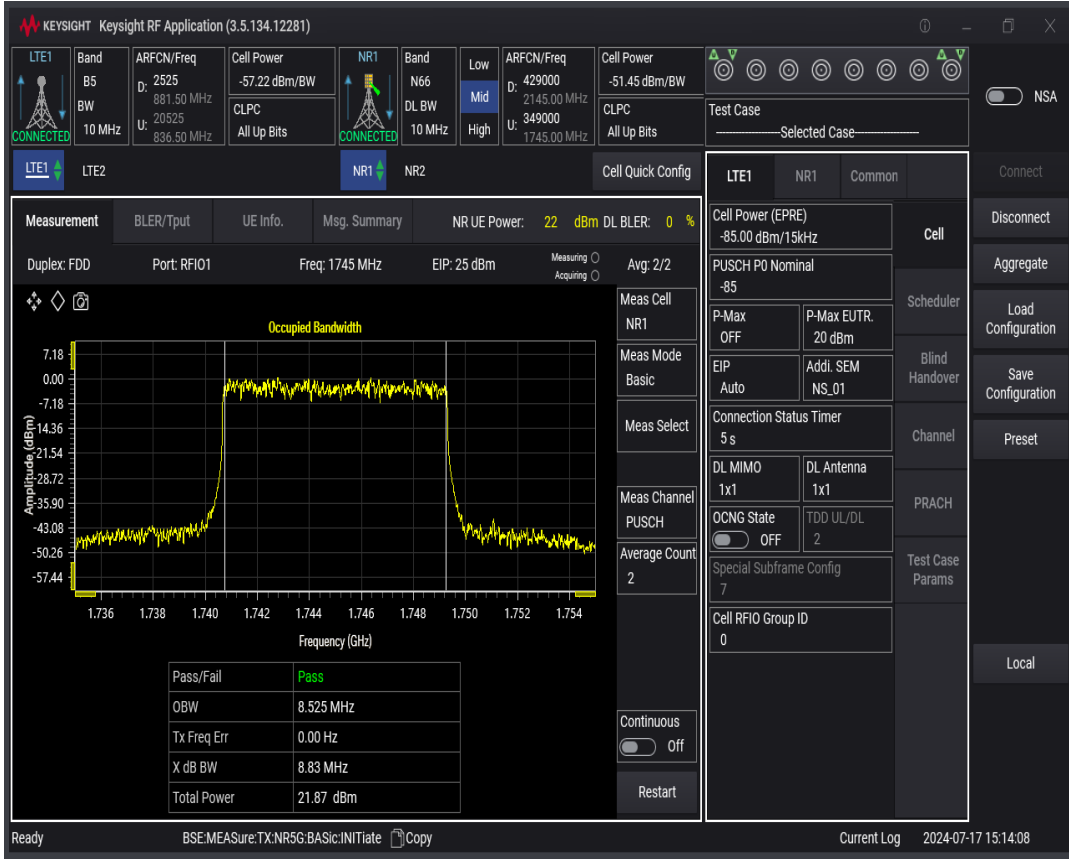 KEYSIGHT Keysight RF Application (3.5.134.12281)
LTE1
CONNECTED
Band
B5
BW
10 MHz
ARFCN/Freq
D: 2525
881.50 MHz
U: 20525
836.50 MHz
Cell Power
-57.22 dBm/BW
CLPC
All Up Bits
NR1
CONNECTED
Band
N66
DL BW
10 MHz
Low
Mid
High
ARFCN/Freq
D: 429000
2145.00 MHz
U: 349000
1745.00 MHz
Cell Power
-51.45 dBm/BW
CLPC
All Up Bits
A V A V
Test Case
--------------------Selected Case--------------------
NSA
LTE1 LTE2 NR1 NR2 Cell Quick Config
Measurement BLER/Tput UE Info. Msg. Summary NR UE Power: 22 dBm DL BLER: 0 %
Duplex: FDD Port: RFIO1 Freq: 1745 MHz EIP: 25 dBm Measuring Acquiring Avg: 2/2
Occupied Bandwidth
Amplitude (dBm)
7.18
0.00
-7.18
-14.36
-21.54
-28.72
-35.90
-43.08
-50.26
-57.44
1.736 1.738 1.740 1.742 1.744 1.746 1.748 1.750 1.752 1.754
Frequency (GHz)
Pass/Fail Pass
OBW 8.525 MHz
Tx Freq Err 0.00 Hz
X dB BW 8.83 MHz
Total Power 21.87 dBm
Meas Cell
NR1
Meas Mode
Basic
Meas Select
Meas Channel
PUSCH
Average Count
2
Continuous
Off
Restart
LTE1 NR1 Common
Cell Power (EPRE)
-85.00 dBm/15kHz
PUSCH P0 Nominal
-85
P-Max
OFF
P-Max EUTR.
20 dBm
EIP
Auto
Addi. SEM
NS_01
Connection Status Timer
5 s
DL MIMO
1x1
DL Antenna
1x1
OCNG State
OFF
TDD UL/DL
2
Special Subframe Config
7
Cell RFIO Group ID
0
Cell
Scheduler
Blind
Handover
Channel
PRACH
Test Case
Params
Connect
Disconnect
Aggregate
Load
Configuration
Save
Configuration
Preset
Local
Ready BSE:MEASure:TX:NR5G:BASic:INITiate Copy Current Log 2024-07-17 15:14:08